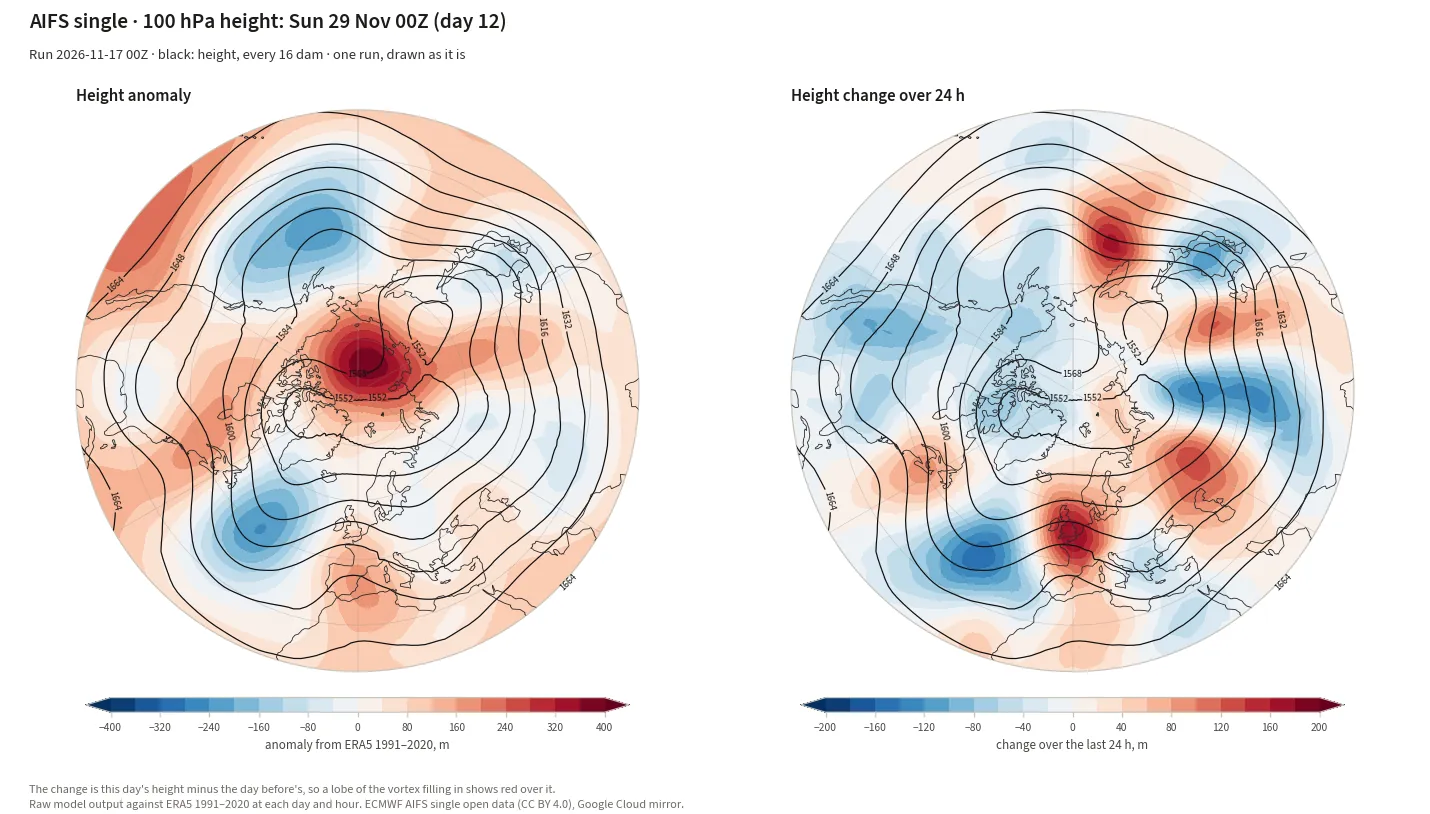 AIFS single · 100 hPa height: Sun 29 Nov 00Z (day 12)
Run 2026-11-17 00Z · black: height, every 16 dam · one run, drawn as it is
Height anomaly
Height change over 24 h
1664
1648
1584
1552
1616
1632
1568
1552
1552
1600
1664
1664
1664
1648
1584
1552
1616
1632
1568
1552
1552
1600
1664
1664
−400 −320 −240 −160 −80 0 80 160 240 320 400
anomaly from ERA5 1991–2020, m
−200 −160 −120 −80 −40 0 40 80 120 160 200
change over the last 24 h, m
The change is this day's height minus the day before's, so a lobe of the vortex filling in shows red over it.
Raw model output against ERA5 1991–2020 at each day and hour. ECMWF AIFS single open data (CC BY 4.0), Google Cloud mirror.